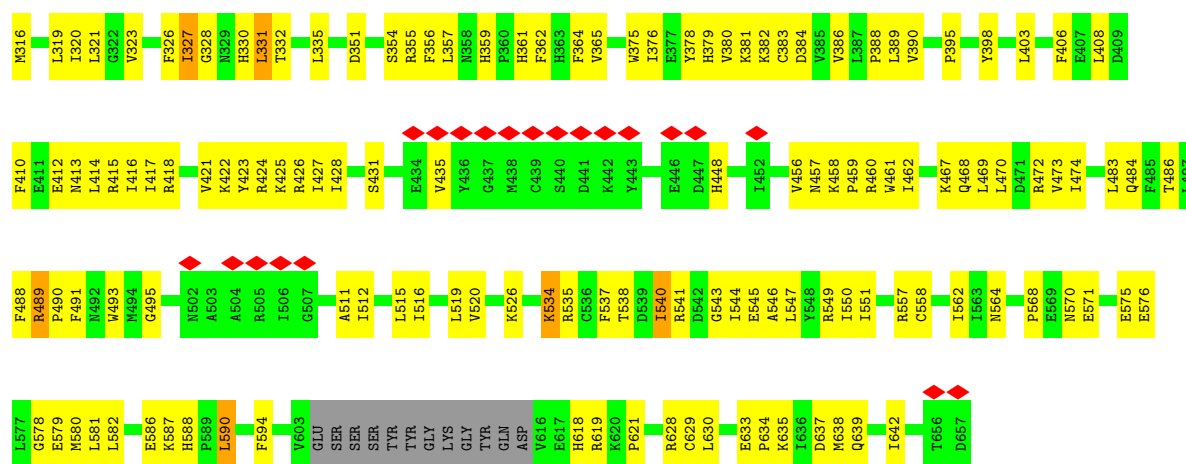 M316 L319 I320 L321 G322 V323 F326 I327 G328 N329 H330 L331 T332 L335 D351 S354 R355 F356 L357 N358 H359 P360 H361 F362 H363 F364 V365 W375 I376 E377 Y378 H379 V380 K381 K382 C383 D384 V385 V386 L387 P388 L389 V390 P395 Y398 L403 F406 E407 L408 D409
F410 E411 E412 N413 L414 R415 I416 I417 R418 V421 K422 Y423 R424 K425 R426 I427 I428 S431 E434 V435 Y436 G437 M438 C439 S440 D441 K442 Y443 E446 D447 H448 I452 V456 N457 K458 P459 R460 W461 I462 K467 Q468 L469 L470 D471 R472 V473 I474 L483 Q484 F485 T486
F488 R489 P490 F491 N492 W493 M494 G495 N502 A503 A504 R505 I506 G507 A511 I512 L515 I516 L519 V520 K526 K534 R535 C536 F537 T538 D539 I540 R541 D542 G543 I544 E545 A546 L547 Y548 R549 I550 I551 R557 C558 I562 I563 N564 P568 E569 N570 E571 E575 E576
L577 G578 E579 M580 L581 L582 E586 K587 H588 P589 L590 F594 V603 GLU SER SER SER TYR TYR GLY LYS GLY TYR GLN ASP V616 E617 H618 R619 K620 P621 R628 C629 L630 E633 P634 K635 I636 D637 M638 Q639 I642 T656 D657